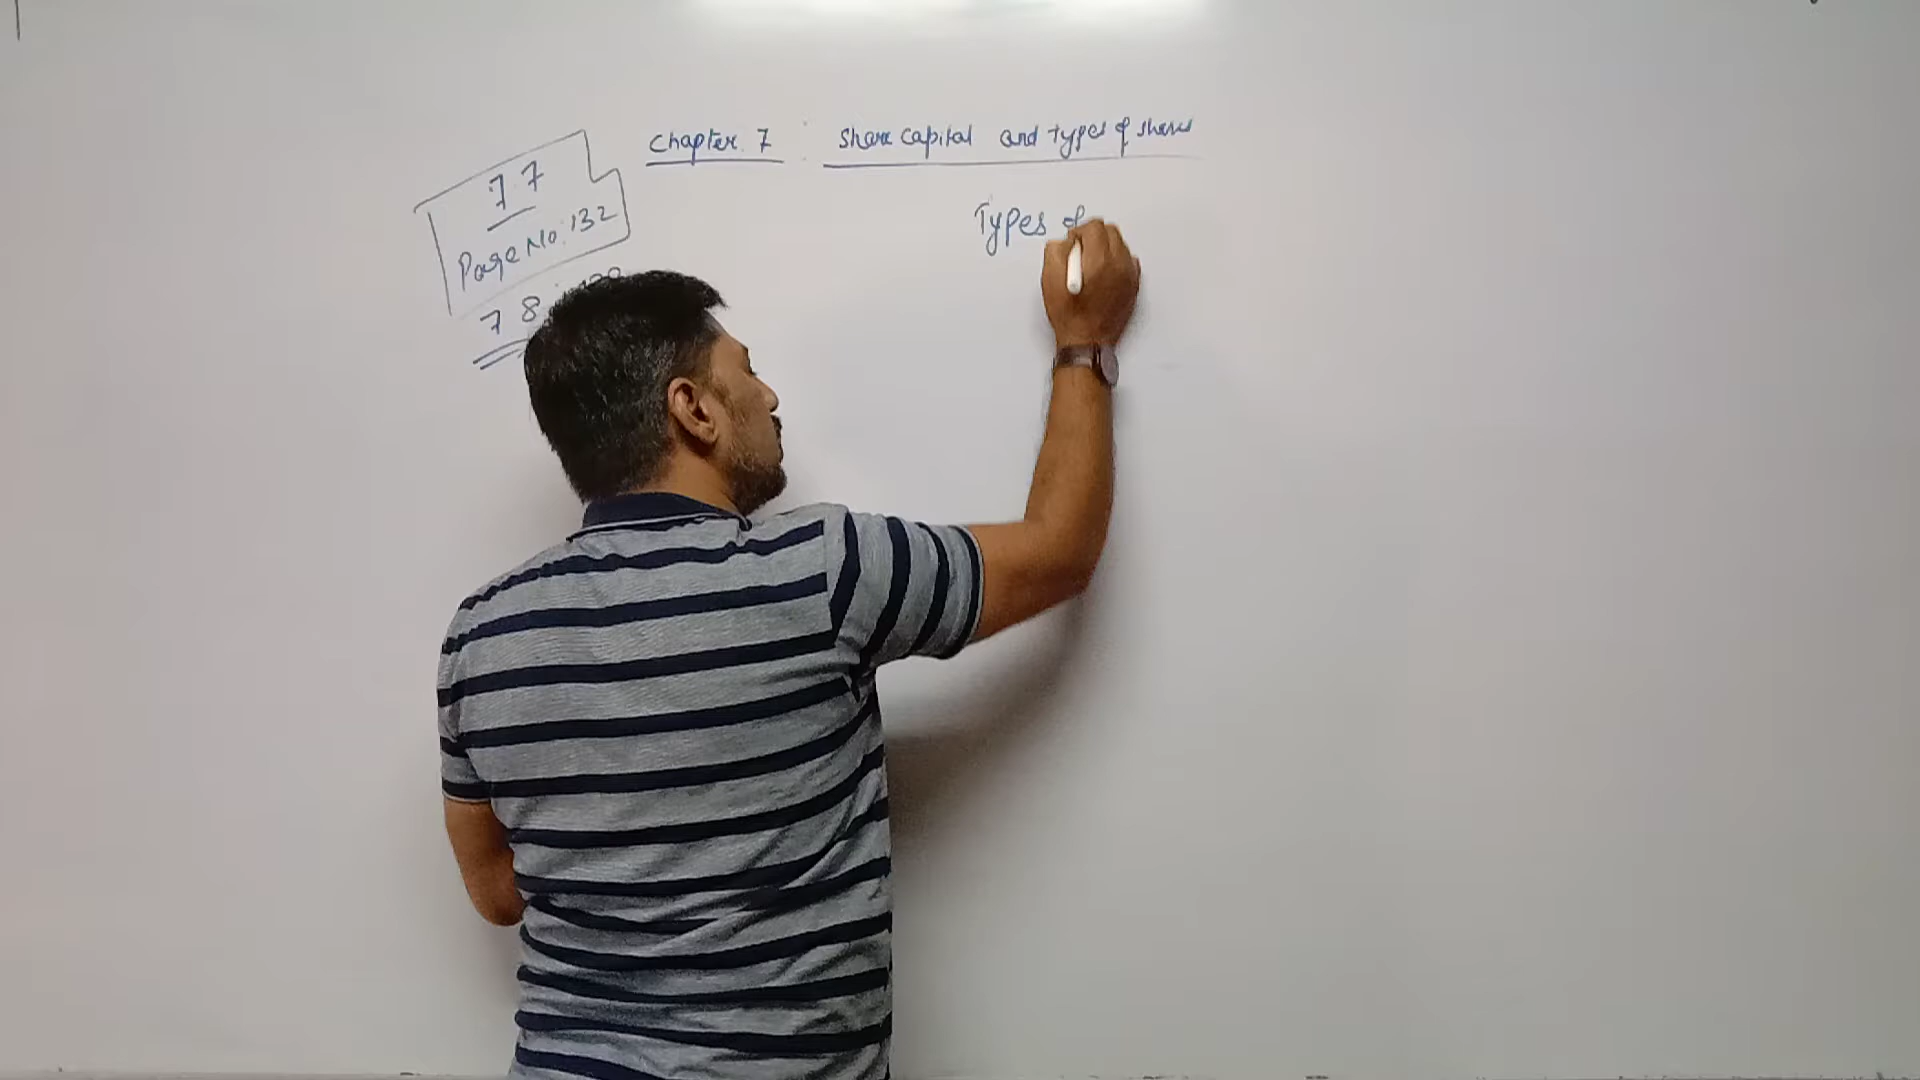 Chapter 7 : Share Capital and types of shares
7.7
Page No: 132
7 8
Types of